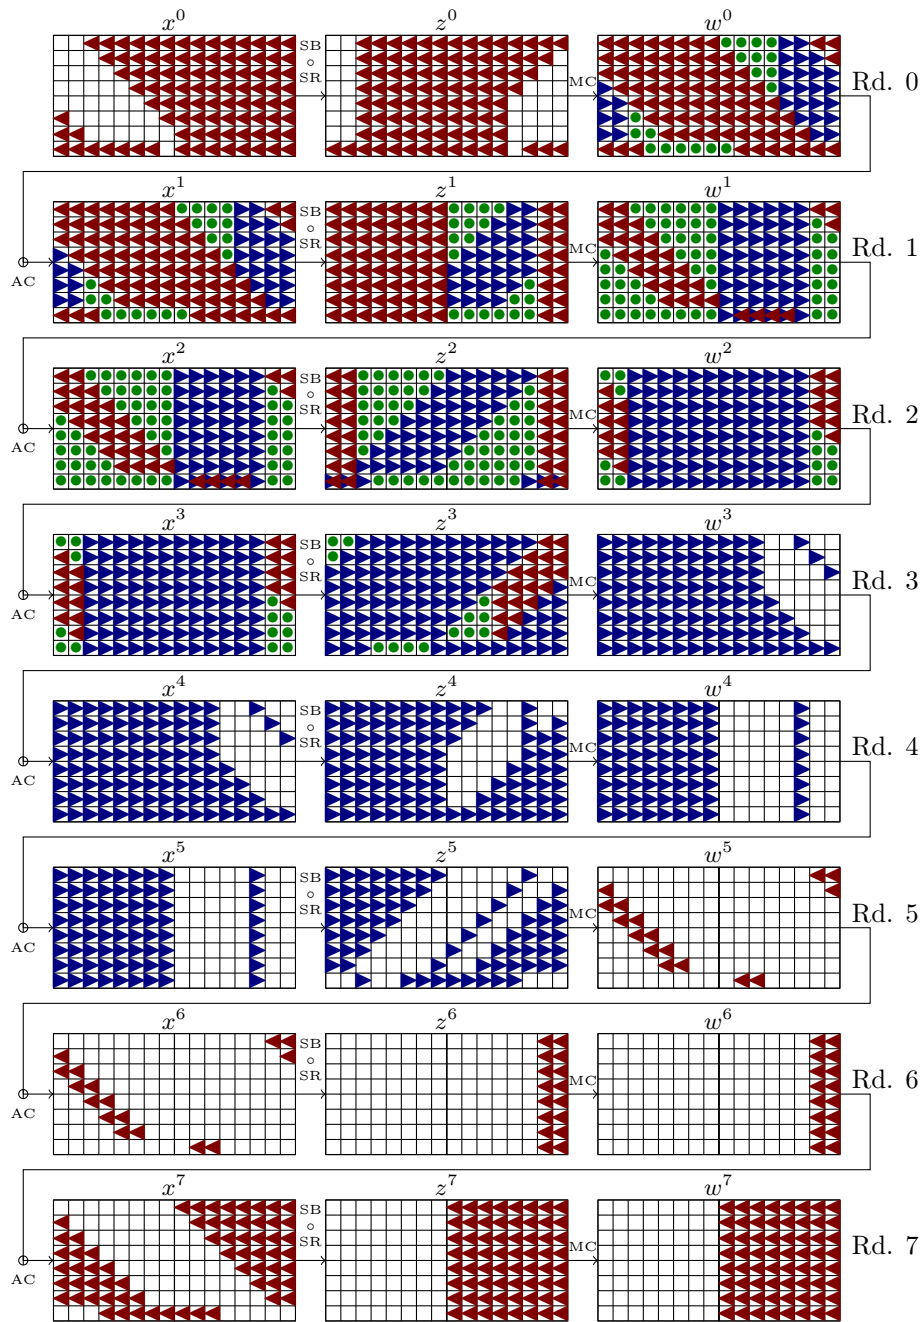 x^0 z^0 w^0
SB ∘ SR MC Rd. 0
x^1 z^1 w^1
AC SB ∘ SR MC Rd. 1
x^2 z^2 w^2
AC SB ∘ SR MC Rd. 2
x^3 z^3 w^3
AC SB ∘ SR MC Rd. 3
x^4 z^4 w^4
AC SB ∘ SR MC Rd. 4
x^5 z^5 w^5
AC SB ∘ SR MC Rd. 5
x^6 z^6 w^6
AC SB ∘ SR MC Rd. 6
x^7 z^7 w^7
AC SB ∘ SR MC Rd. 7